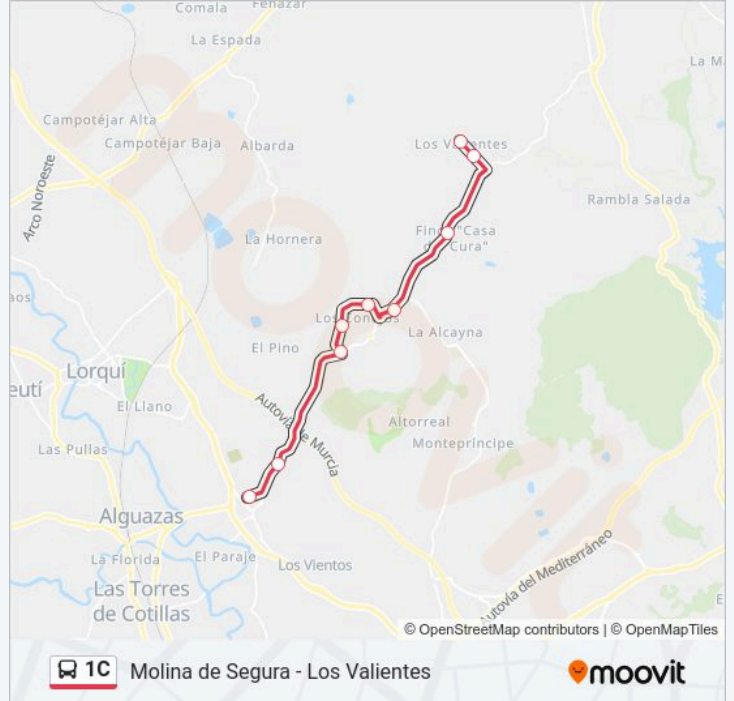 Comala
Fenazar
La Espada
La M
Campotéjar Alta
Campotéjar Baja
Albarda
Los Valientes
Arco Noroeste
Rambla Salada
Finca "Casa
del Cura"
La Hornera
aos
Los Conejos
La Alcayna
El Pino
Lorquí
eutí
El Llano
Autovía de Murcia
Altorreal
Montepríncipe
Las Pullas
Alguazas
La Florida
El Paraje
Los Vientos
Autovía del Mediterráneo
Las Torres
de Cotillas
E
© OpenStreetMap contributors | © OpenMapTiles
1C
Molina de Segura - Los Valientes
moovit